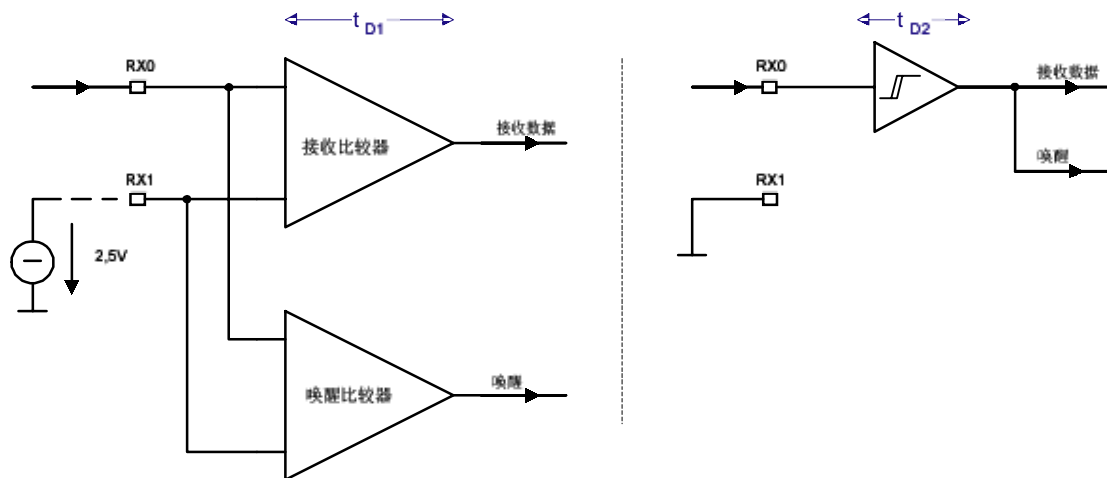 t D1
RX0
接收比较器
接收数据
RX1
2,5V
唤醒比较器
唤醒
t D2
RX0
接收数据
唤醒
RX1